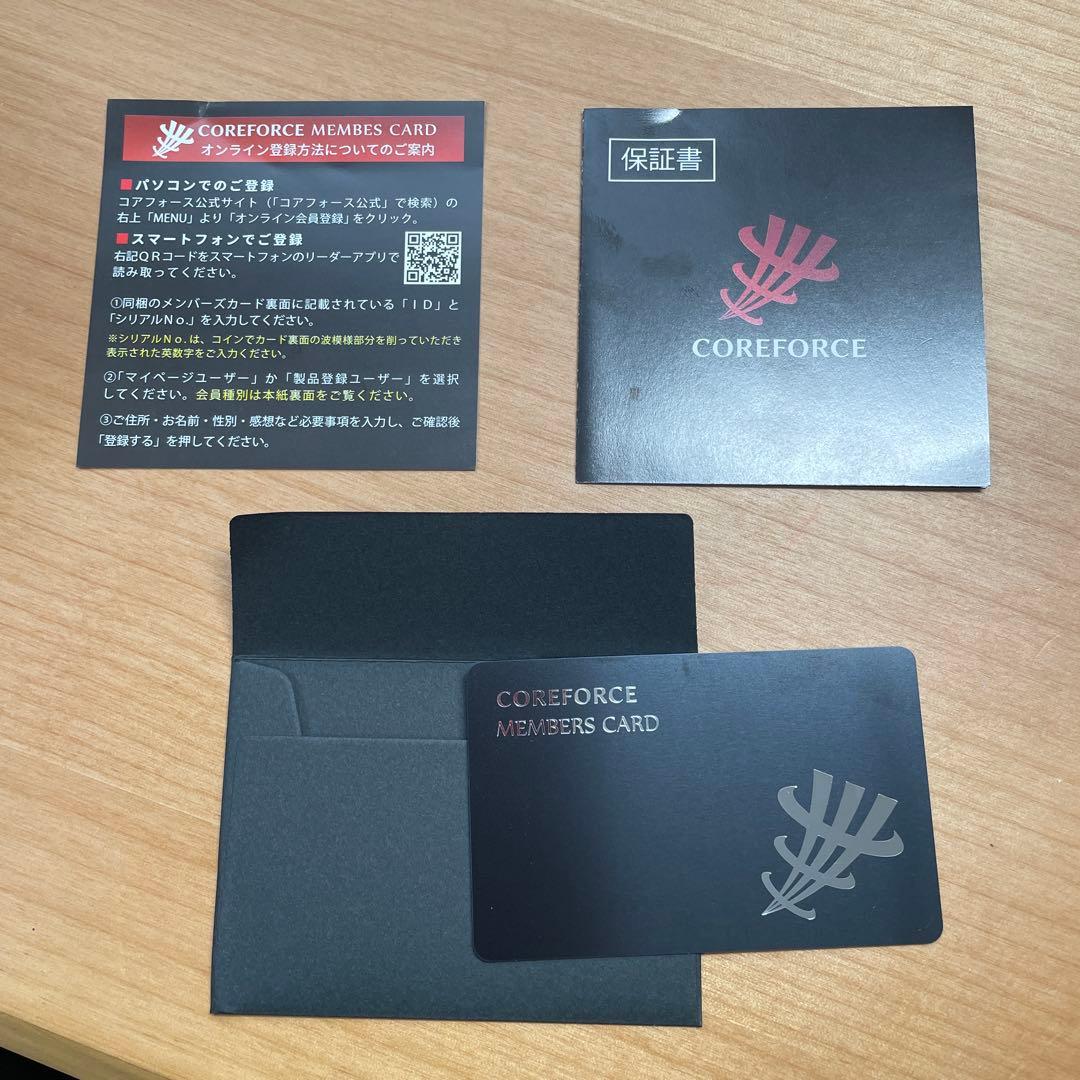 COREFORCE MEMBES CARD
オンライン登録方法についてのご案内
■パソコンでのご登録
コアフォース公式サイト（「コアフォース公式」で検索）の
右上「MENU」より「オンライン会員登録」をクリック。
■スマートフォンでご登録
右記QRコードをスマートフォンのリーダーアプリで
読み取ってください。
①同梱のメンバーズカード裏面に記載されている「ID」と
「シリアルNo.」を入力してください。
※シリアルNo.は、コインでカード裏面の波模様部分を削っていただき
表示された英数字をご入力ください。
②「マイページユーザー」か「製品登録ユーザー」を選択
してください。会員種別は本紙裏面をご覧ください。
③ご住所・お名前・性別・感想など必要事項を入力し、ご確認後
「登録する」を押してください。
保証書
COREFORCE
COREFORCE
MEMBERS CARD